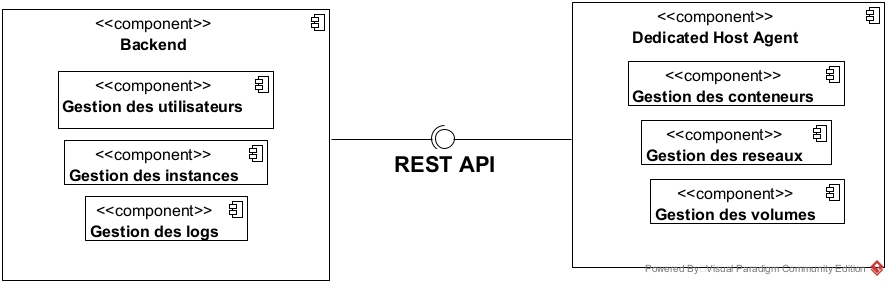 <<component>>
Backend
<<component>>
Gestion des utilisateurs
<<component>>
Gestion des instances
<<component>>
Gestion des logs
REST API
<<component>>
Dedicated Host Agent
<<component>>
Gestion des conteneurs
<<component>>
Gestion des reseaux
<<component>>
Gestion des volumes
Powered By: Visual Paradigm Community Edition